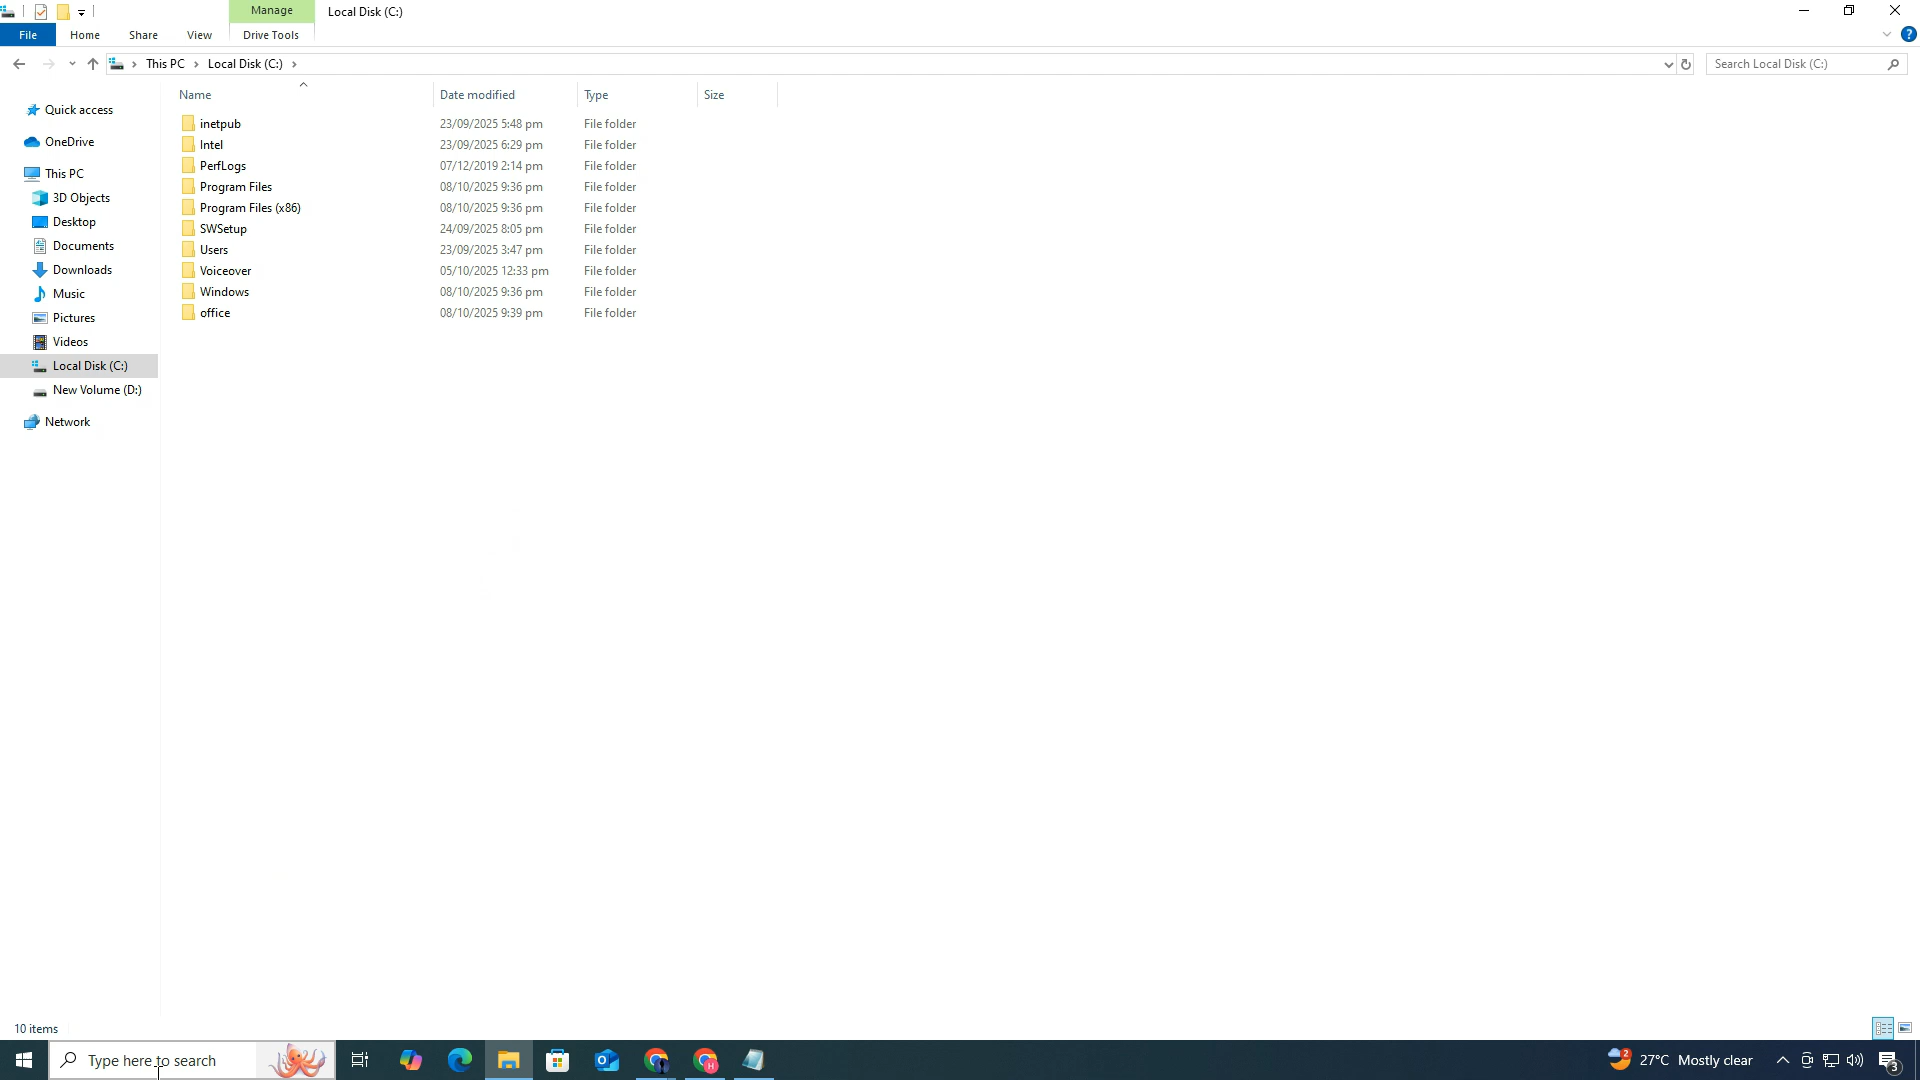 Manage
Local Disk (C:)
File
Home
Share
View
Drive Tools
This PC
Local Disk (C:)
Search Local Disk (C:)
Name
Date modified
Type
Size
Quick access
OneDrive
This PC
3D Objects
Desktop
Documents
Downloads
Music
Pictures
Videos
Local Disk (C:)
New Volume (D:)
Network
inetpub 23/09/2025 5:48 pm File folder
Intel 23/09/2025 6:29 pm File folder
PerfLogs 07/12/2019 2:14 pm File folder
Program Files 08/10/2025 9:36 pm File folder
Program Files (x86) 08/10/2025 9:36 pm File folder
SWSetup 24/09/2025 8:05 pm File folder
Users 23/09/2025 3:47 pm File folder
Voiceover 05/10/2025 12:33 pm File folder
Windows 08/10/2025 9:36 pm File folder
office 08/10/2025 9:39 pm File folder
10 items
Type here to search
H
2
27°C Mostly clear
3